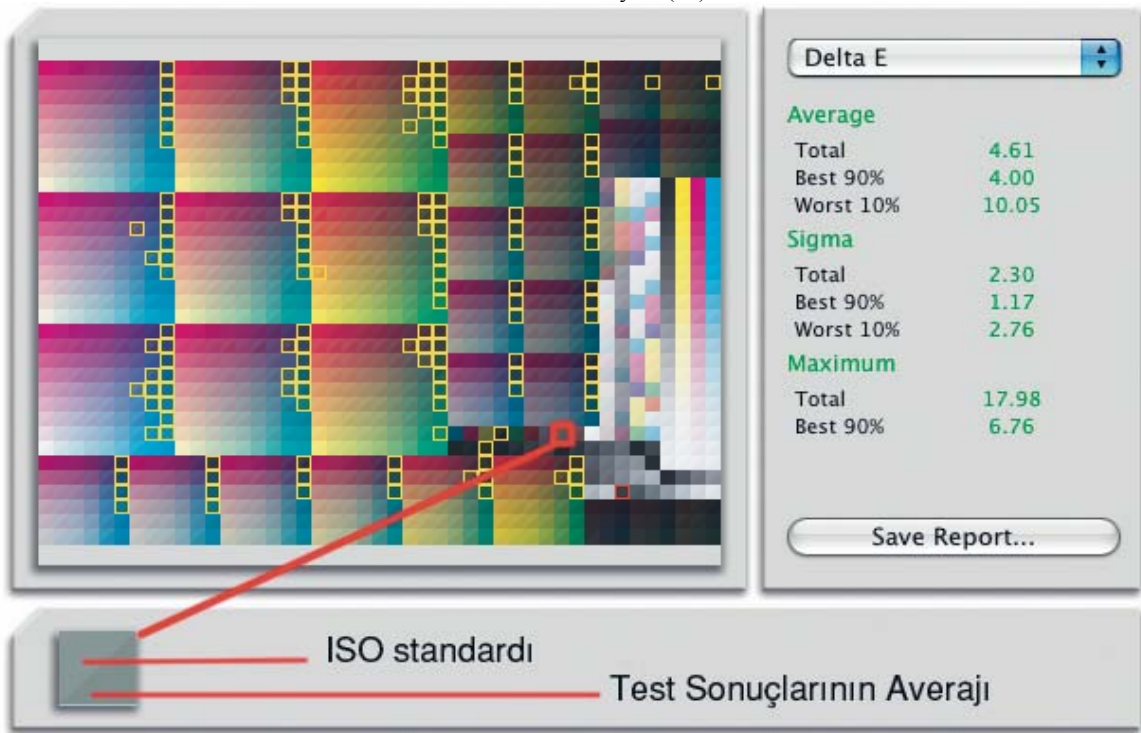 Delta E
Average
Total 4.61
Best 90% 4.00
Worst 10% 10.05
Sigma
Total 2.30
Best 90% 1.17
Worst 10% 2.76
Maximum
Total 17.98
Best 90% 6.76
Save Report...
ISO standardı
Test Sonuçlarının Averajı